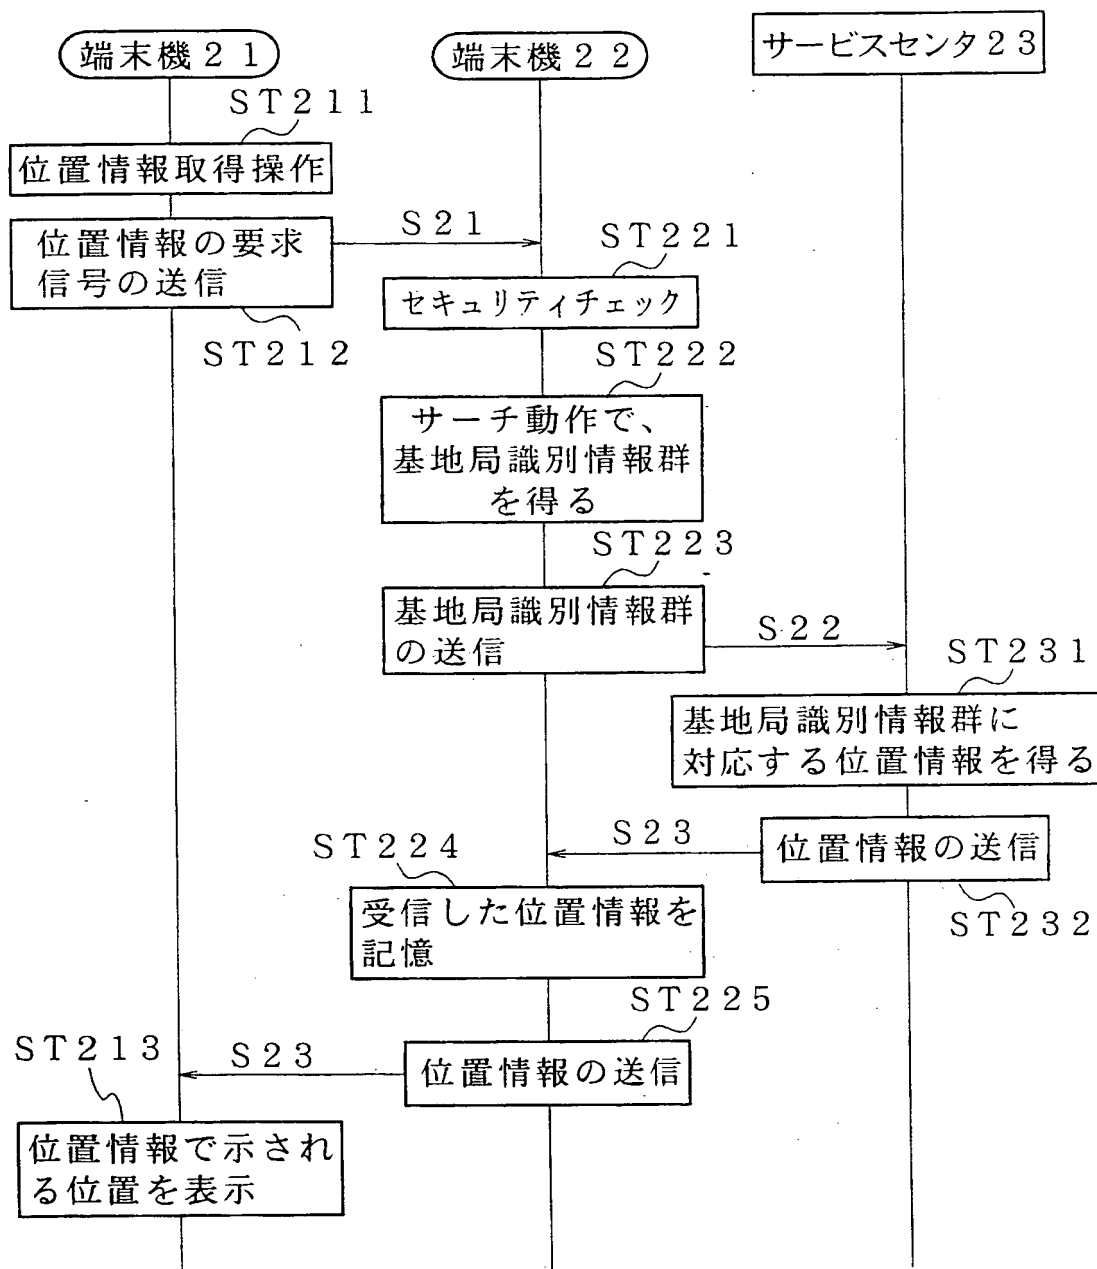 端末機２１
端末機２２
サービスセンタ２３
ＳＴ２１１
位置情報取得操作
位置情報の要求
信号の送信
Ｓ２１
ＳＴ２１２
ＳＴ２２１
セキュリティチェック
ＳＴ２２２
サーチ動作で、
基地局識別情報群
を得る
ＳＴ２２３
基地局識別情報群
の送信
Ｓ２２
ＳＴ２３１
基地局識別情報群に
対応する位置情報を得る
Ｓ２３
位置情報の送信
ＳＴ２３２
ＳＴ２２４
受信した位置情報を
記憶
ＳＴ２２５
位置情報の送信
Ｓ２３
ＳＴ２１３
位置情報で示され
る位置を表示